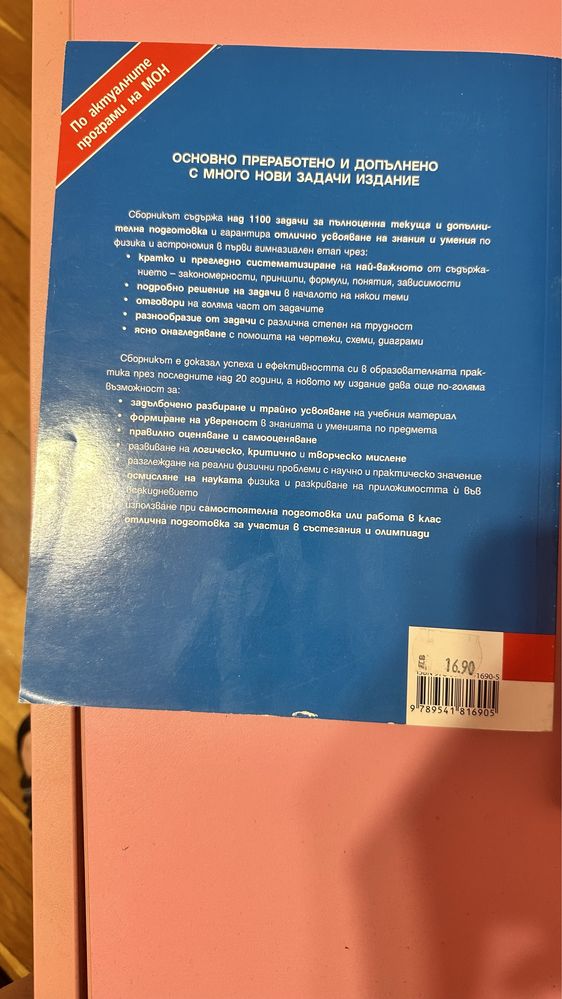 По актуалните
програми на МОН
ОСНОВНО ПРЕРАБОТЕНО И ДОПЪЛНЕНО
С МНОГО НОВИ ЗАДАЧИ ИЗДАНИЕ
Сборникът съдържа над 1100 задачи за пълноценна текуща и допълни-
телна подготовка и гарантира отлично усвояване на знания и умения по
физика и астрономия в първи гимназиален етап чрез:
• кратко и прегледно систематизиране на най-важното от съдържа-
нието – закономерности, принципи, формули, понятия, зависимости
• подробно решение на задачи в началото на някои теми
• отговори на голяма част от задачите
• разнообразие от задачи с различна степен на трудност
• ясно онагледяване с помощта на чертежи, схеми, диаграми
Сборникът е доказал успеха и ефективността си в образователната прак-
тика през последните над 20 години, а новото му издание дава още по-голяма
възможност за:
• задълбочено разбиране и трайно усвояване на учебния материал
• формиране на увереност в знанията и уменията по предмета
• правилно оценяване и самооценяване
• развиване на логическо, критично и творческо мислене
разглеждане на реални физични проблеми с научно и практическо значение
осмисляне на науката физика и разкриване на приложимостта ѝ във
всекидневието
използване при самостоятелна подготовка или работа в клас
отлична подготовка за участия в състезания и олимпиади
ЛВ 16.90
1690-5
9 789541 816905